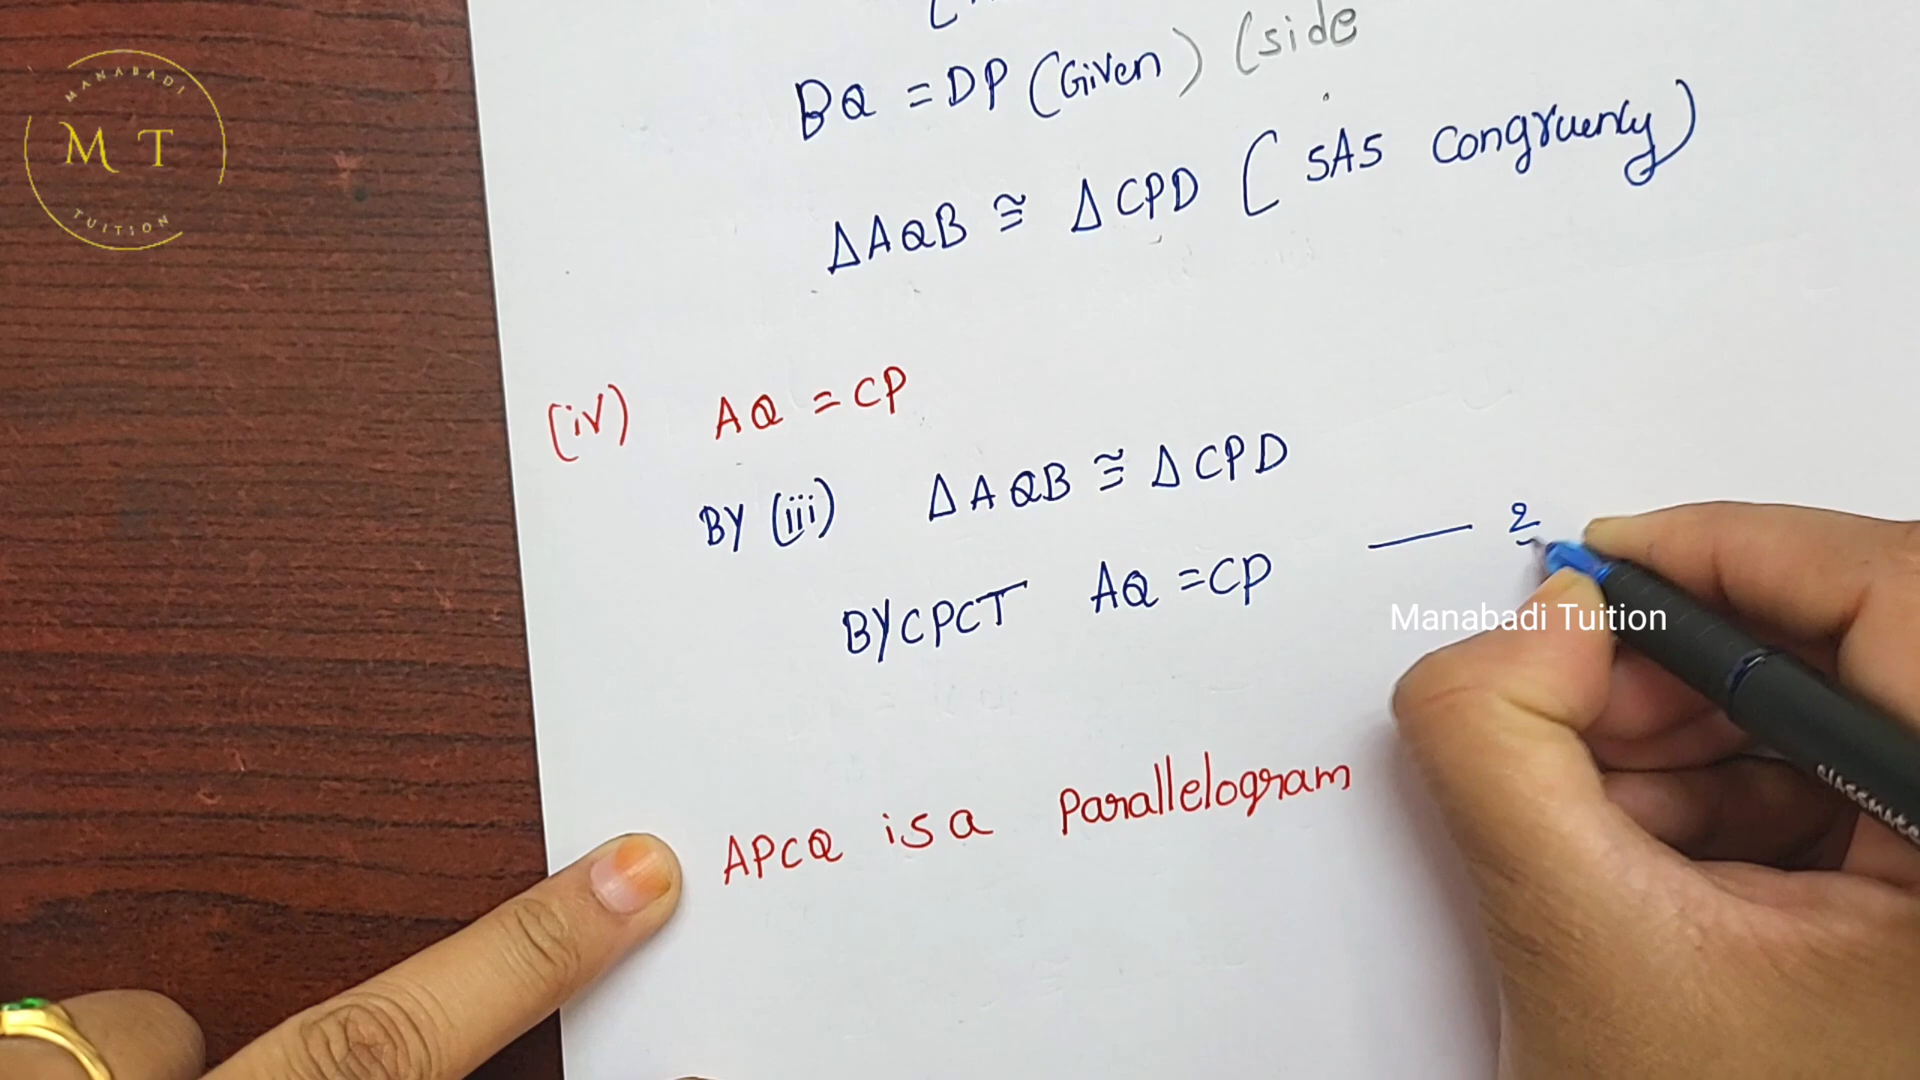 MANABADI
M T
TUITION
BQ = DP (Given) (side
ΔAQB ≅ ΔCPD ( SAS Congruency)
(iv) AQ = CP
BY (iii) ΔAQB ≅ ΔCPD
BY CPCT AQ = CP — 2
Manabadi Tuition
APCQ is a Parallelogram
CLASSMATE